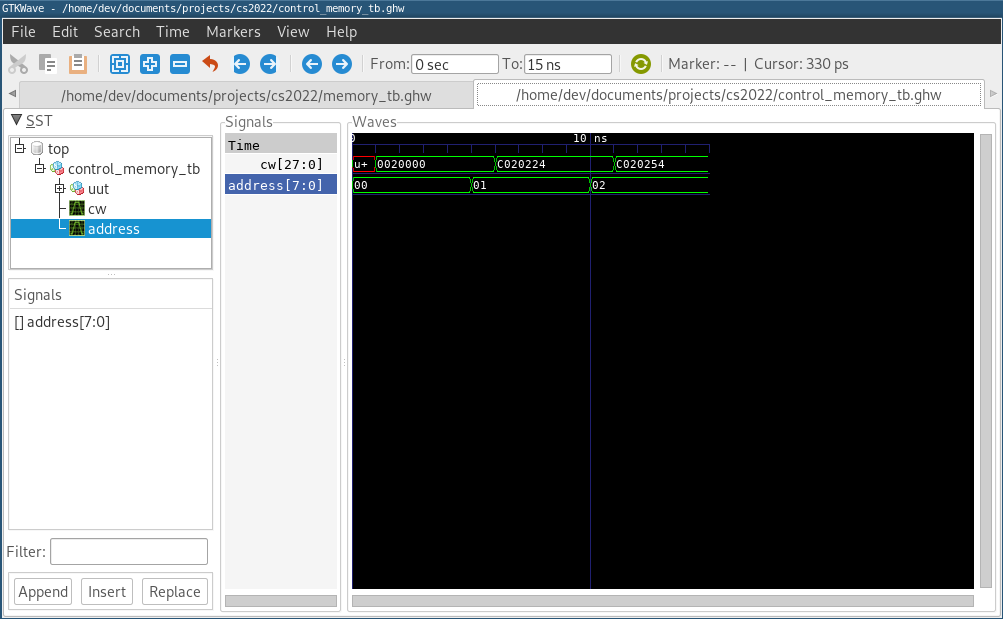 GTKWave - /home/dev/documents/projects/cs2022/control_memory_tb.ghw
File Edit Search Time Markers View Help
From: 0 sec To: 15 ns Marker: -- | Cursor: 330 ps
/home/dev/documents/projects/cs2022/memory_tb.ghw /home/dev/documents/projects/cs2022/control_memory_tb.ghw
SST
top
control_memory_tb
uut
cw
address
Signals
[] address[7:0]
Filter:
Append Insert Replace
Signals
Time
cw[27:0]
address[7:0]
Waves
0 10 ns
u+ 0020000 C020224 C020254
00 01 02